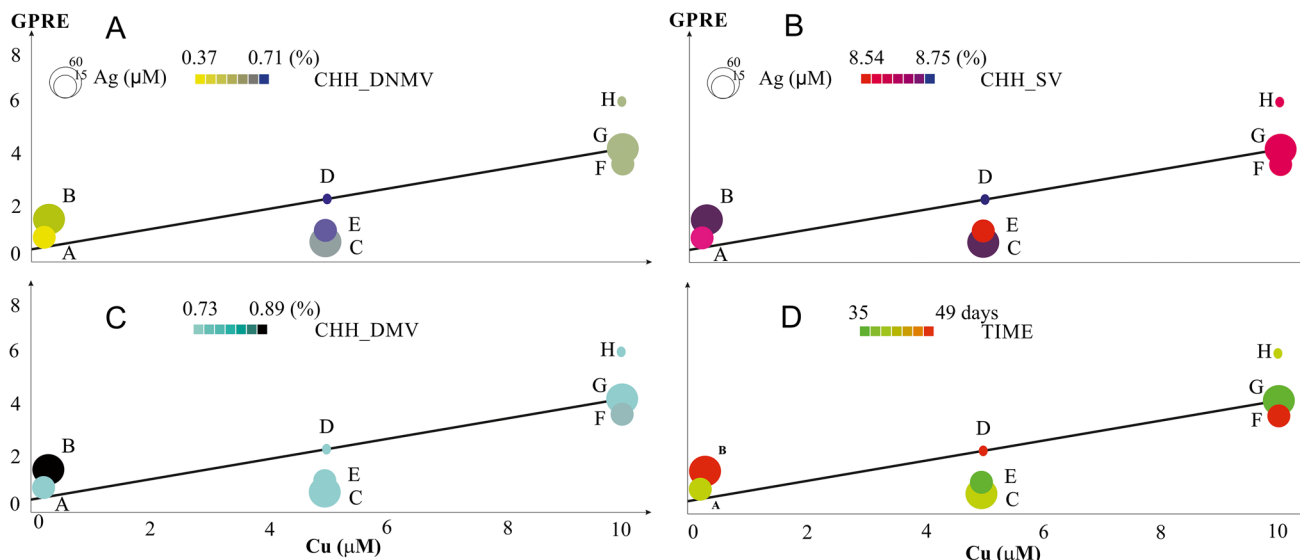 GPRE
A
0.37 0.71 (%)
60
15 Ag (μM)
CHH_DNMV
8
6
4
2
0
H
G
F
D
E
C
B
A
GPRE
B
8.54 8.75 (%)
60
15 Ag (μM)
CHH_SV
8
6
4
2
0
H
G
F
D
E
C
B
A
C
0.73 0.89 (%)
CHH_DMV
8
6
4
2
0
H
G
F
D
E
C
B
A
0 2 4 6 8 10
Cu (μM)
D
35 49 days
TIME
H
G
F
D
E
C
B
A
0 2 4 6 8 10
Cu (μM)